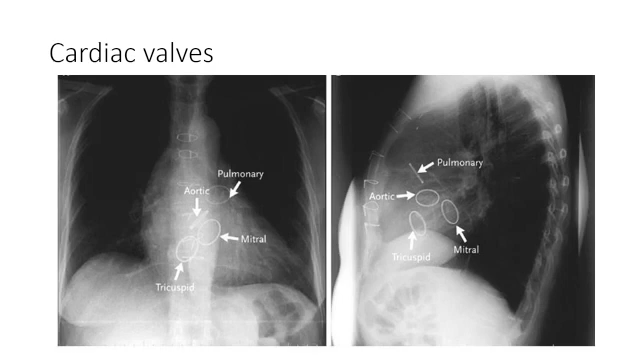 Cardiac valves
Pulmonary
Aortic
Mitral
Tricuspid
Pulmonary
Aortic
Mitral
Tricuspid